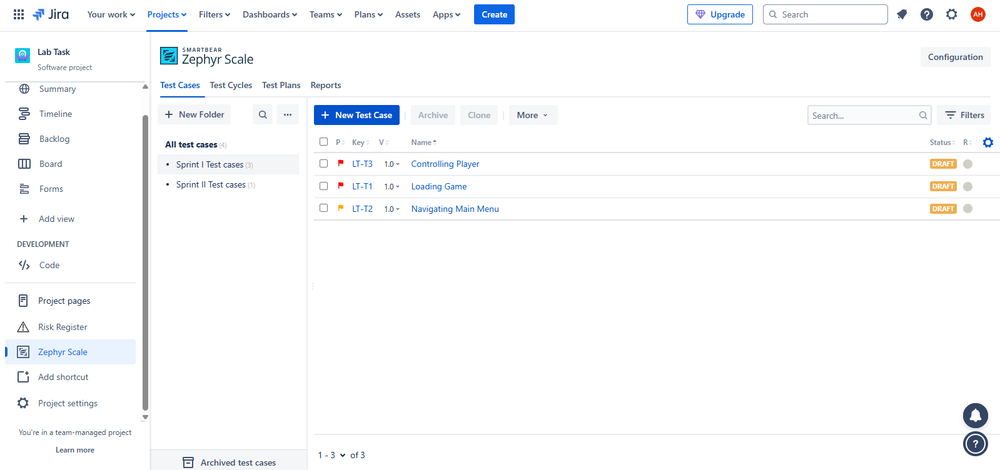 Jira Your work Projects Filters Dashboards Teams Plans Assets Apps Create Upgrade Search AH
Lab Task
Software project
Summary
Timeline
Backlog
Board
Forms
Add view
DEVELOPMENT
Code
Project pages
Risk Register
Zephyr Scale
Add shortcut
Project settings
You're in a team-managed project
Learn more
SMARTBEAR
Zephyr Scale
Configuration
Test Cases Test Cycles Test Plans Reports
+ New Folder ...
All test cases (4)
• Sprint I Test cases (3)
• Sprint II Test cases (1)
Archived test cases
+ New Test Case Archive Clone More Search... Filters
P Key V Name Status R
LT-T3 1.0 Controlling Player DRAFT
LT-T1 1.0 Loading Game DRAFT
LT-T2 1.0 Navigating Main Menu DRAFT
1 - 3 of 3
?